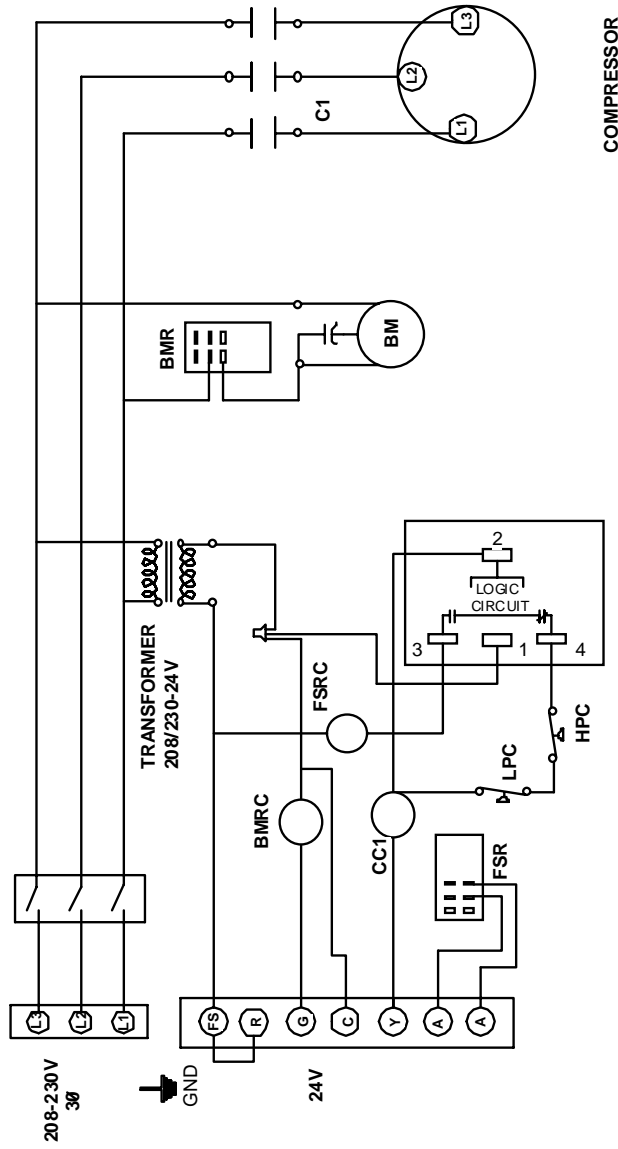 208-230V
3Ø
L3
L2
L1
GND
24V
FS
R
G
C
Y
A
A
TRANSFORMER
208/230-24V
BMRC
FSRC
CC1
FSR
LPC
HPC
3
1
4
2
LOGIC
CIRCUIT
BMR
BM
C1
L1
L2
L3
COMPRESSOR